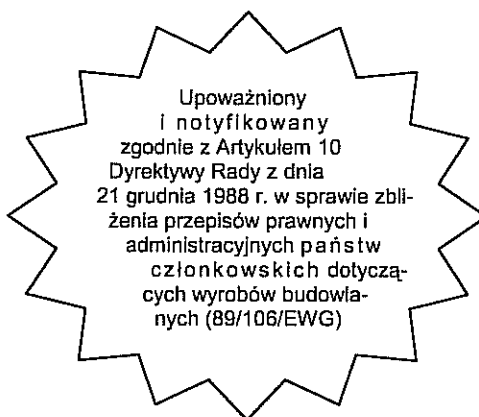 Upoważniony
i notyfikowany
zgodnie z Artykułem 10
Dyrektywy Rady z dnia
21 grudnia 1988 r. w sprawie zbli-
żenia przepisów prawnych i
administracyjnych państw
członkowskich dotyczą-
cych wyrobów budowla-
nych (89/106/EWG)